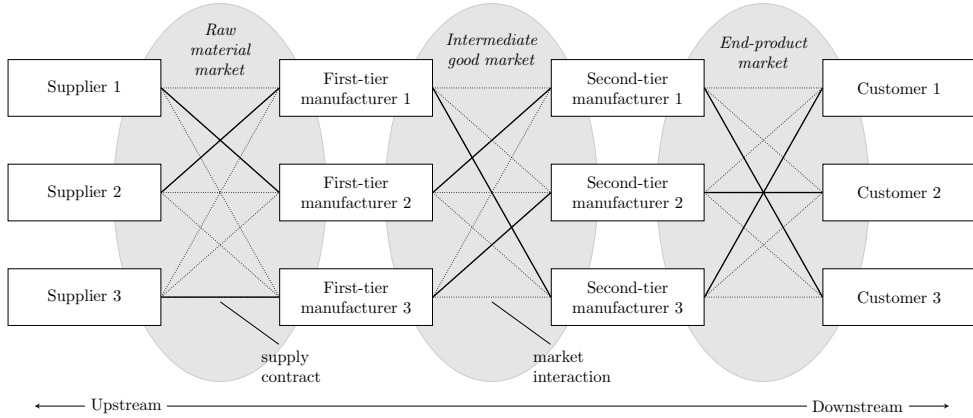 Raw
material
market
Intermediate
good market
End-product
market
Supplier 1
First-tier
manufacturer 1
Second-tier
manufacturer 1
Customer 1
Supplier 2
First-tier
manufacturer 2
Second-tier
manufacturer 2
Customer 2
Supplier 3
First-tier
manufacturer 3
Second-tier
manufacturer 3
Customer 3
supply
contract
market
interaction
Upstream
Downstream